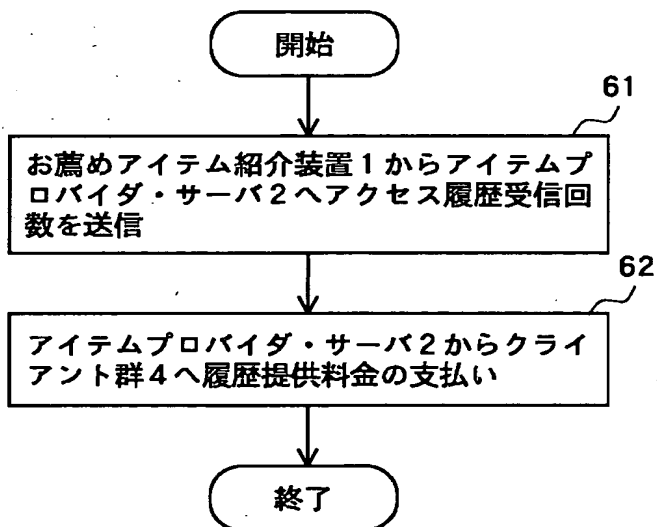 開始
61
お薦めアイテム紹介装置1からアイテムプ
ロバイダ・サーバ2へアクセス履歴受信回
数を送信
62
アイテムプロバイダ・サーバ2からクライ
アント群4へ履歴提供料金の支払い
終了